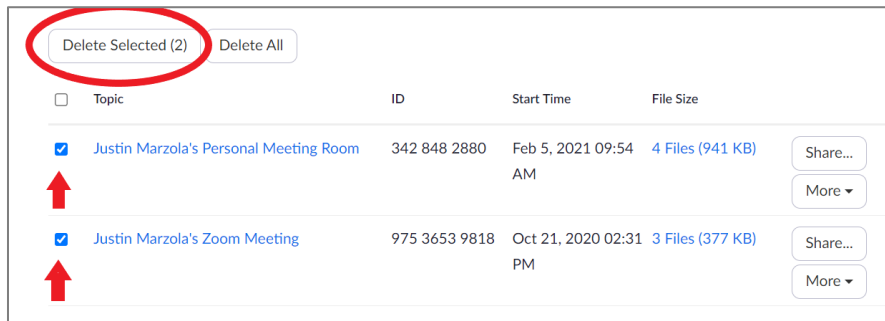 Delete Selected (2) Delete All
Topic ID Start Time File Size
Justin Marzola's Personal Meeting Room 342 848 2880 Feb 5, 2021 09:54 4 Files (941 KB) Share...
AM
More
Justin Marzola's Zoom Meeting 975 3653 9818 Oct 21, 2020 02:31 3 Files (377 KB) Share...
PM
More